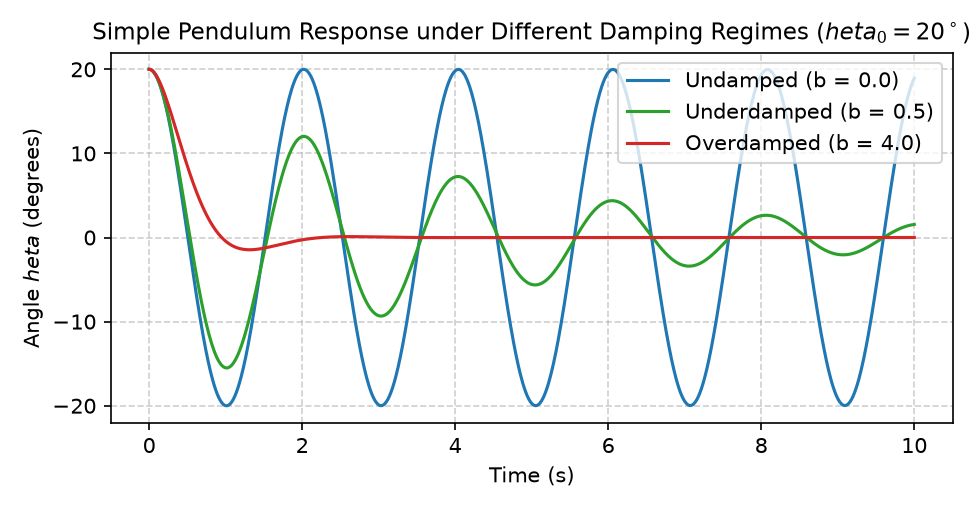 Simple Pendulum Response under Different Damping Regimes (heta₀ = 20°)
Undamped (b = 0.0)
Underdamped (b = 0.5)
Overdamped (b = 4.0)
Angle heta (degrees)
20
10
0
−10
−20
0 2 4 6 8 10
Time (s)